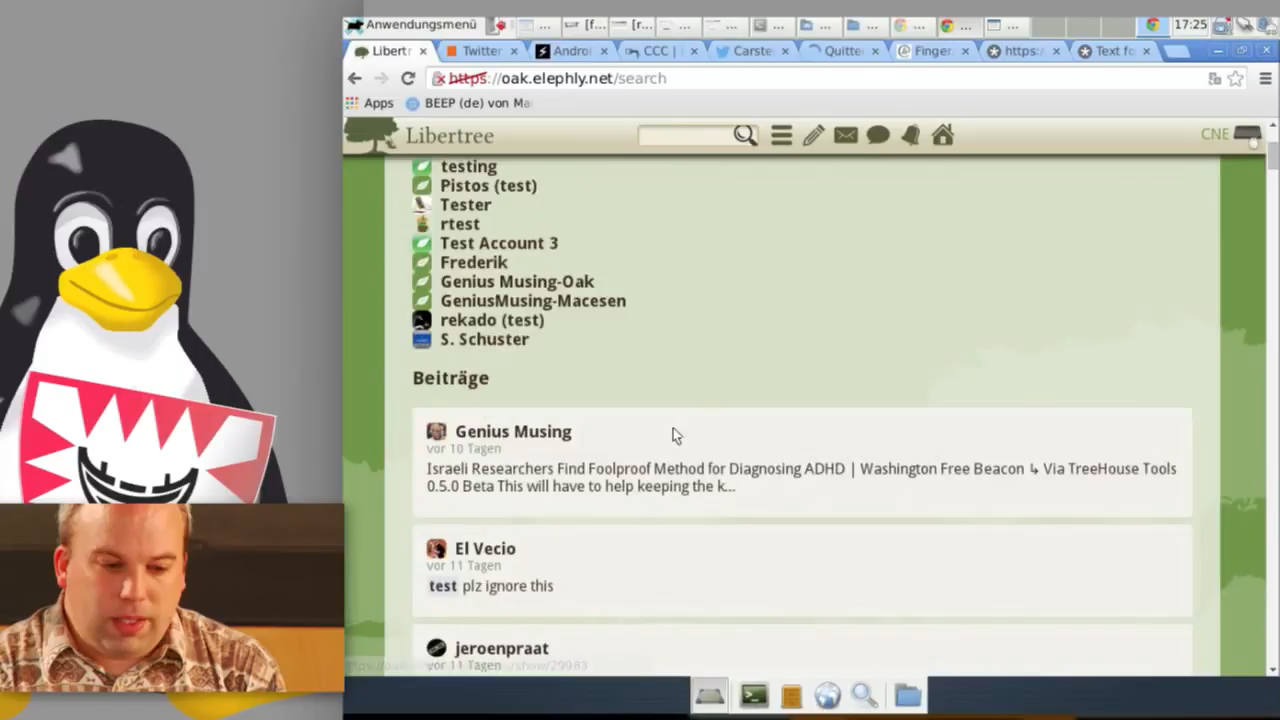 Anwendungsmenü
... [f... [r... ... ... ... ... ... ... ... ... 17:25
Libertr Twitter Androi CCC | Carste Quitte Finger. https: Text fo
https://oak.elephly.net/search
Apps BEEP (de) von Ma
Libertree CNE
testing
Pistos (test)
Tester
rtest
Test Account 3
Frederik
Genius Musing-Oak
GeniusMusing-Macesen
rekado (test)
S. Schuster
Beiträge
Genius Musing
vor 10 Tagen
Israeli Researchers Find Foolproof Method for Diagnosing ADHD | Washington Free Beacon ↳ Via TreeHouse Tools
0.5.0 Beta This will have to help keeping the k...
El Vecio
vor 11 Tagen
test plz ignore this
jeroenpraat
vor 11 Tagen